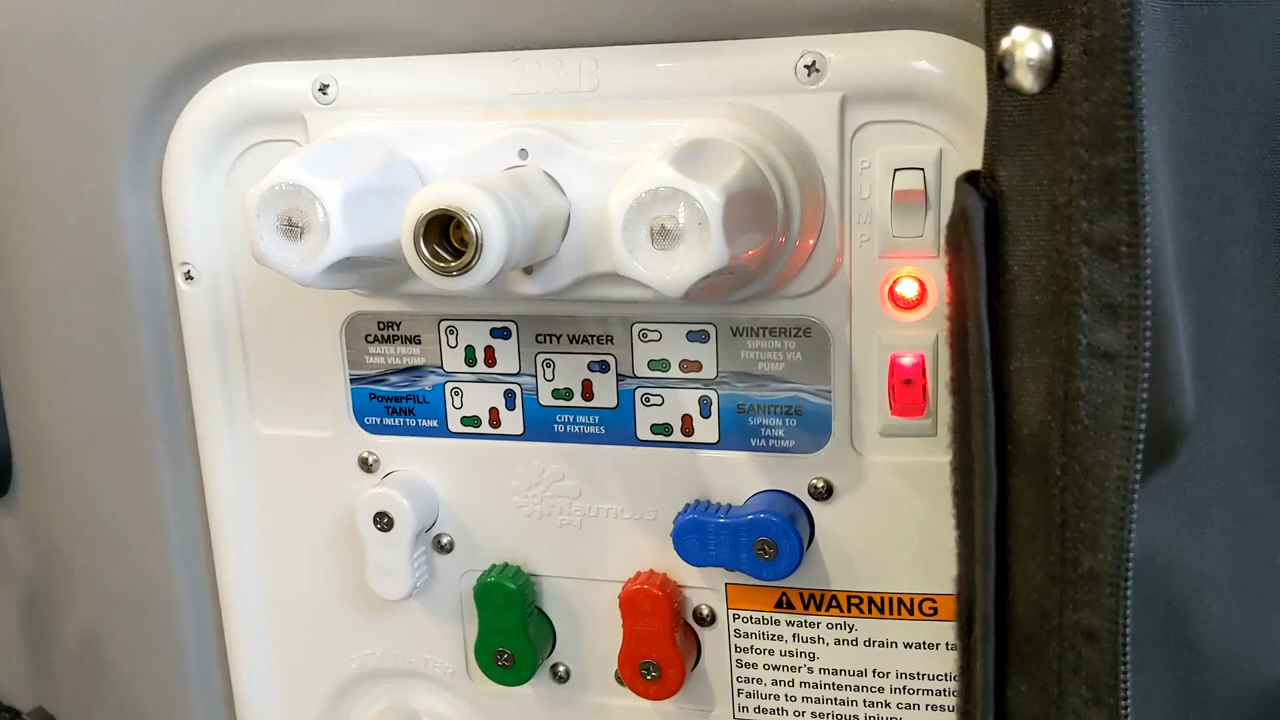 B&B
PUMP
DRY
CAMPING
WATER FROM
TANK VIA PUMP
CITY WATER
WINTERIZE
SIPHON TO
FIXTURES VIA
PUMP
PowerFILL
TANK
CITY INLET TO TANK
CITY INLET
TO FIXTURES
SANITIZE
SIPHON TO
TANK
VIA PUMP
Nautilus
P4
WARNING
Potable water only.
Sanitize, flush, and drain water ta
before using.
See owner's manual for instructio
care, and maintenance informatio
Failure to maintain tank can resu
in death or serious injury.
CITY WATER